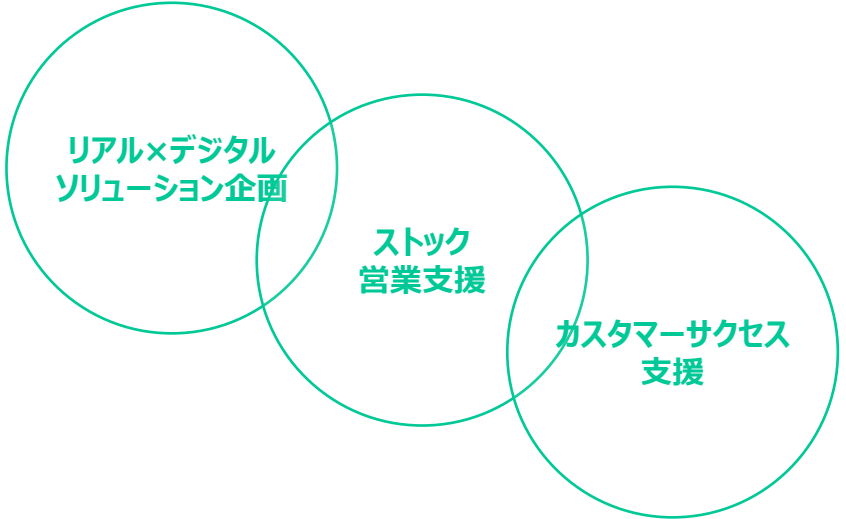 リアル×デジタル
ソリューション企画
ストック
営業支援
カスタマーサクセス
支援